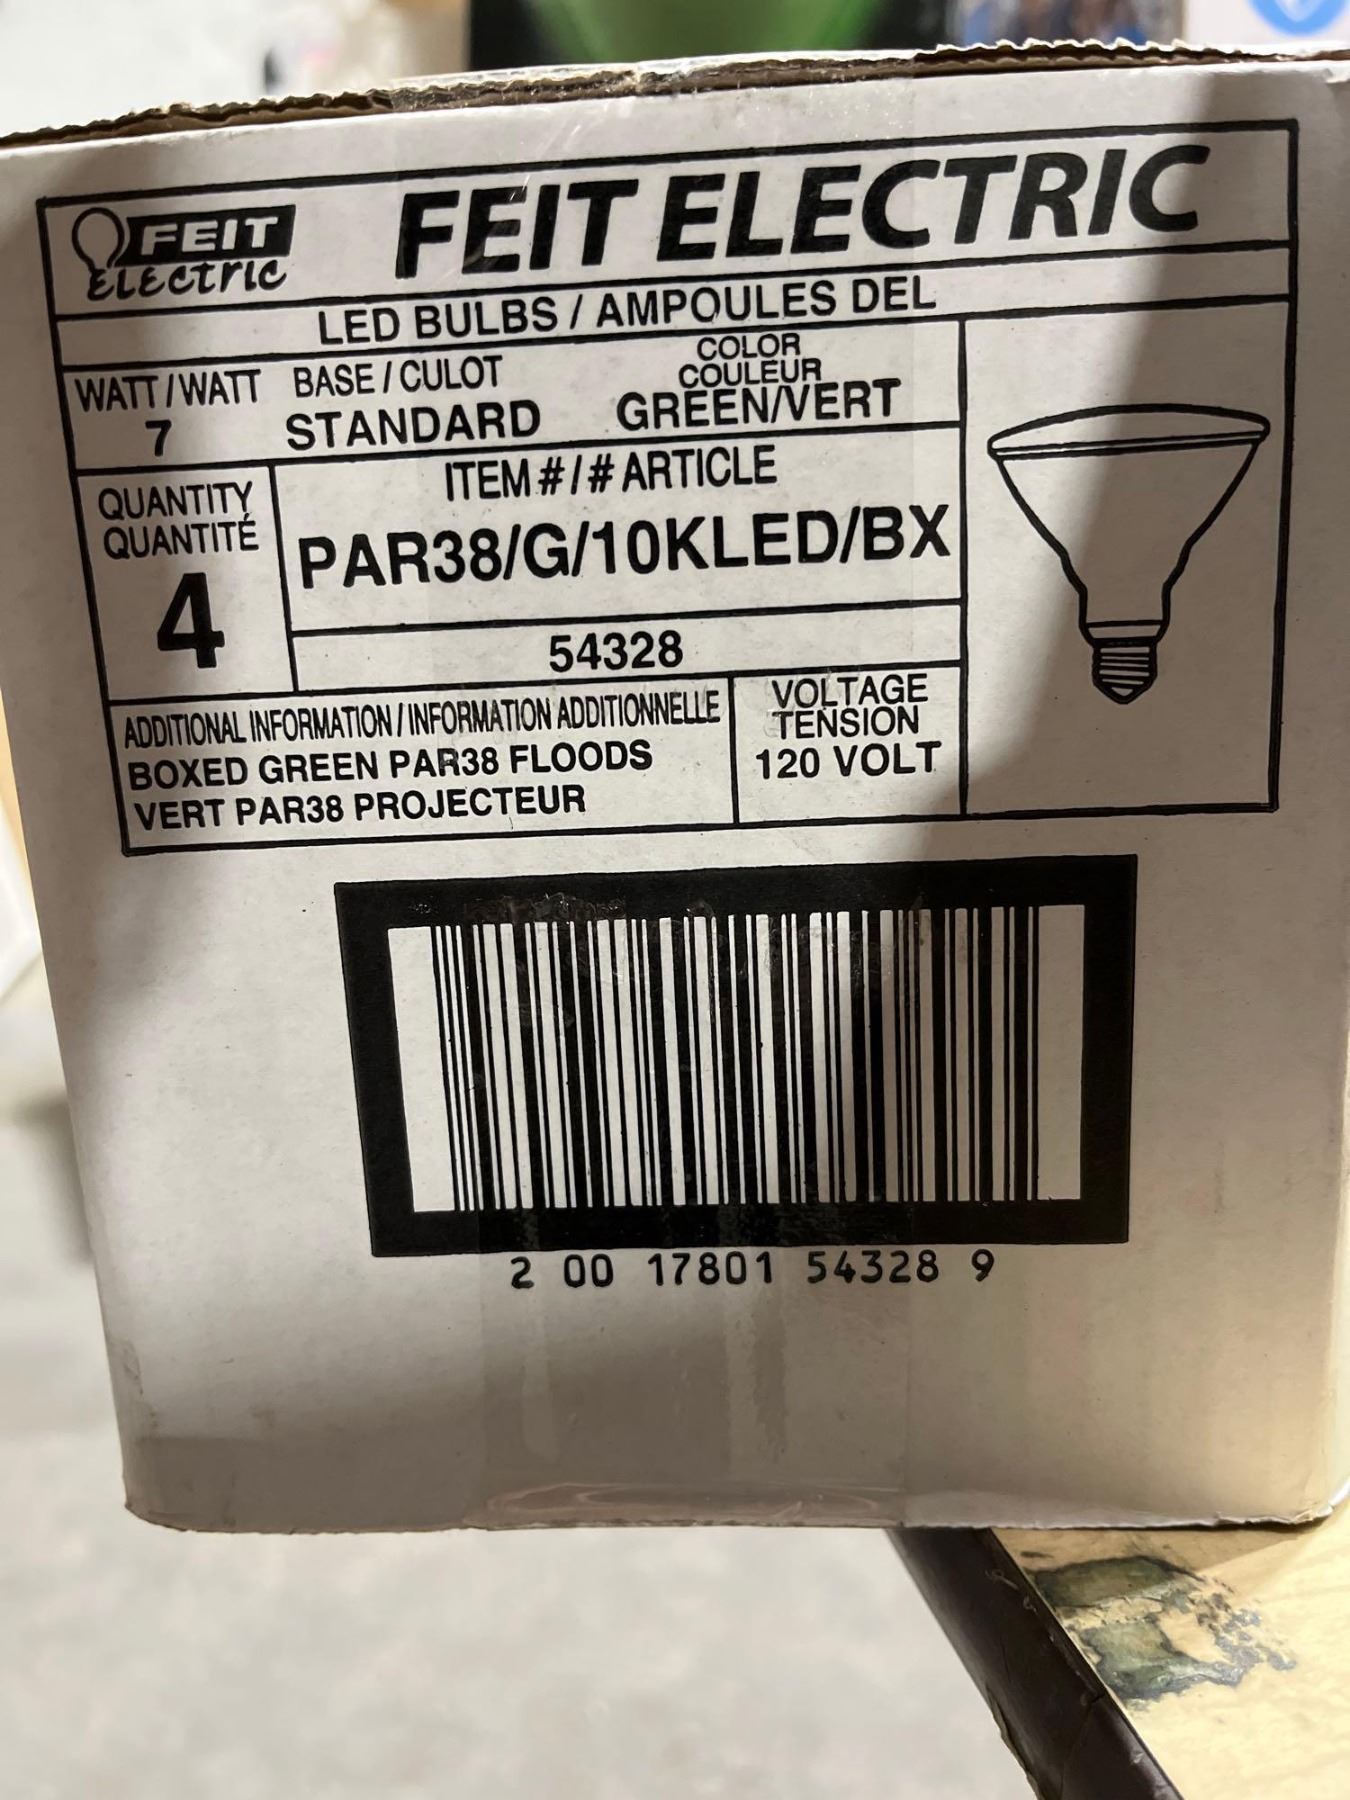 FEIT
ELECTRIC
FEIT ELECTRIC
LED BULBS / AMPOULES DEL
WATT / WATT
7
BASE / CULOT
STANDARD
COLOR
COULEUR
GREEN/VERT
QUANTITY
QUANTITÉ
4
ITEM # / # ARTICLE
PAR38/G/10KLED/BX
54328
ADDITIONAL INFORMATION / INFORMATION ADDITIONNELLE
BOXED GREEN PAR38 FLOODS
VERT PAR38 PROJECTEUR
VOLTAGE
TENSION
120 VOLT
2 00 17801 54328 9